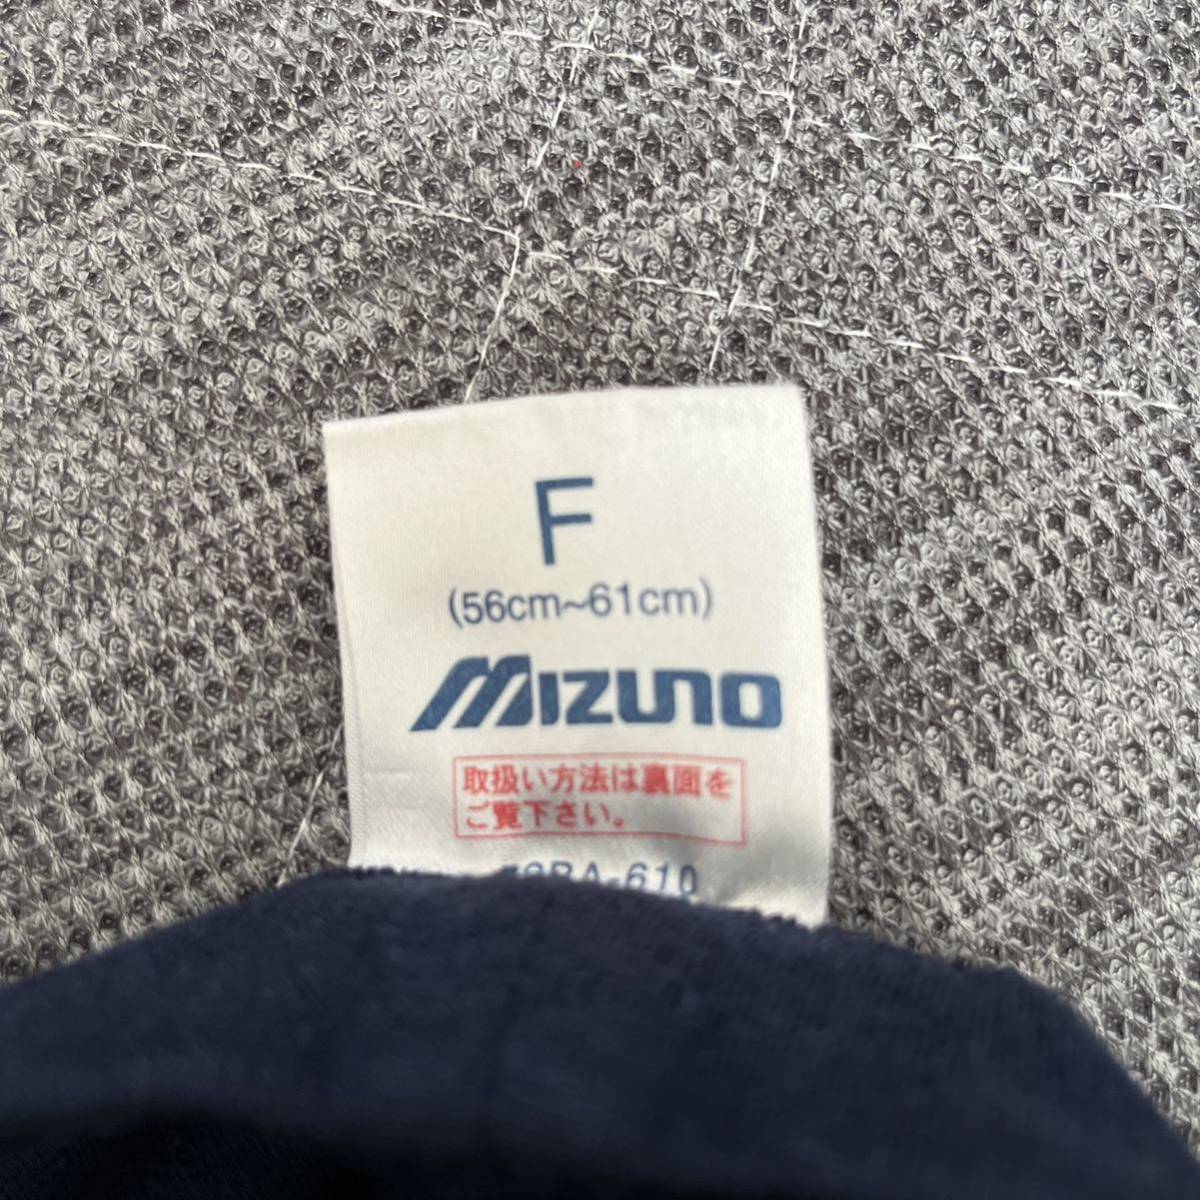 F
(56cm~61cm)
MIZUNO
取扱い方法は裏面を
ご覧下さい。